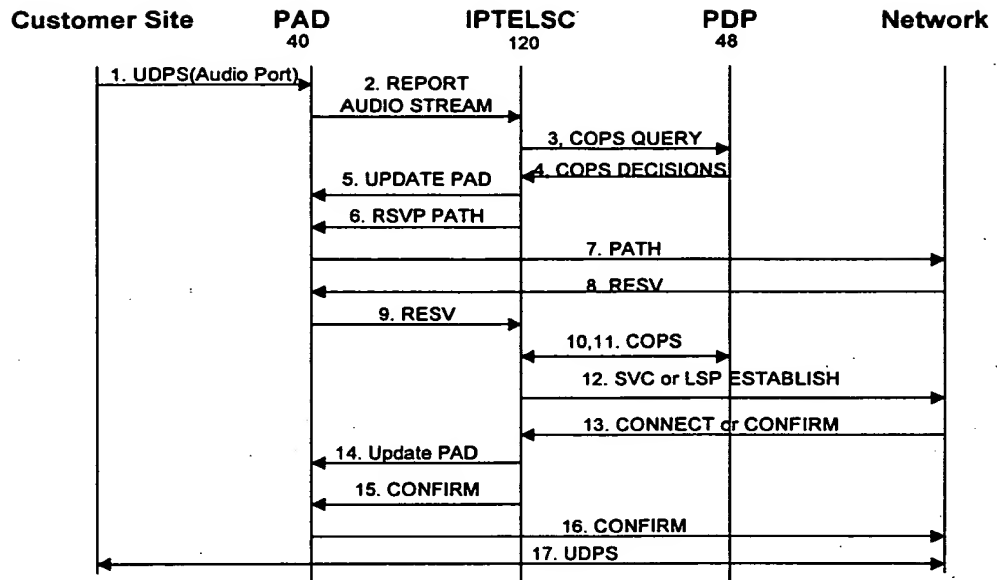 Customer Site PAD IPTELSC PDP Network
40 120 48
1. UDPS(Audio Port)
2. REPORT
AUDIO STREAM
3, COPS QUERY
4. COPS DECISIONS
5. UPDATE PAD
6. RSVP PATH
7. PATH
8. RESV
9. RESV
10,11. COPS
12. SVC or LSP ESTABLISH
13. CONNECT or CONFIRM
14. Update PAD
15. CONFIRM
16. CONFIRM
17. UDPS